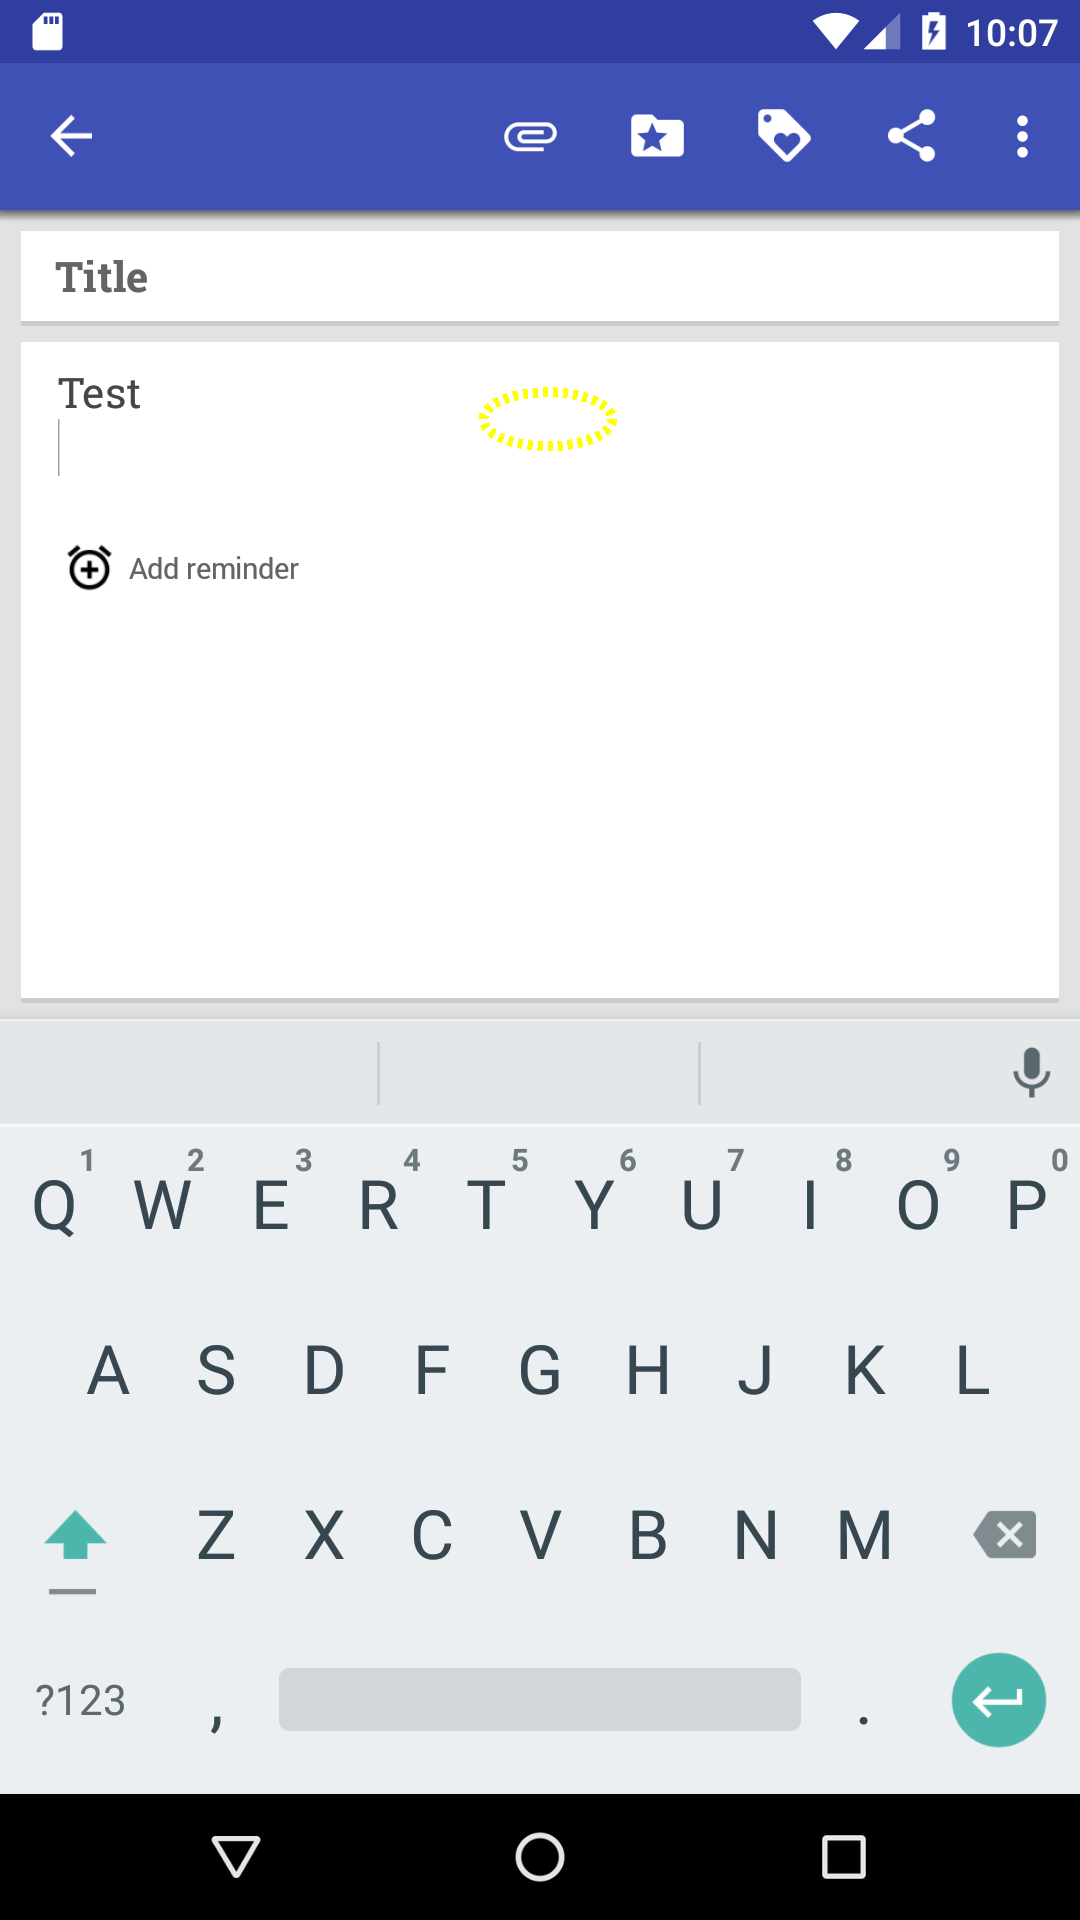 10:07
Title
Test
Add reminder
1 2 3 4 5 6 7 8 9 0
Q W E R T Y U I O P
A S D F G H J K L
Z X C V B N M
?123 , .